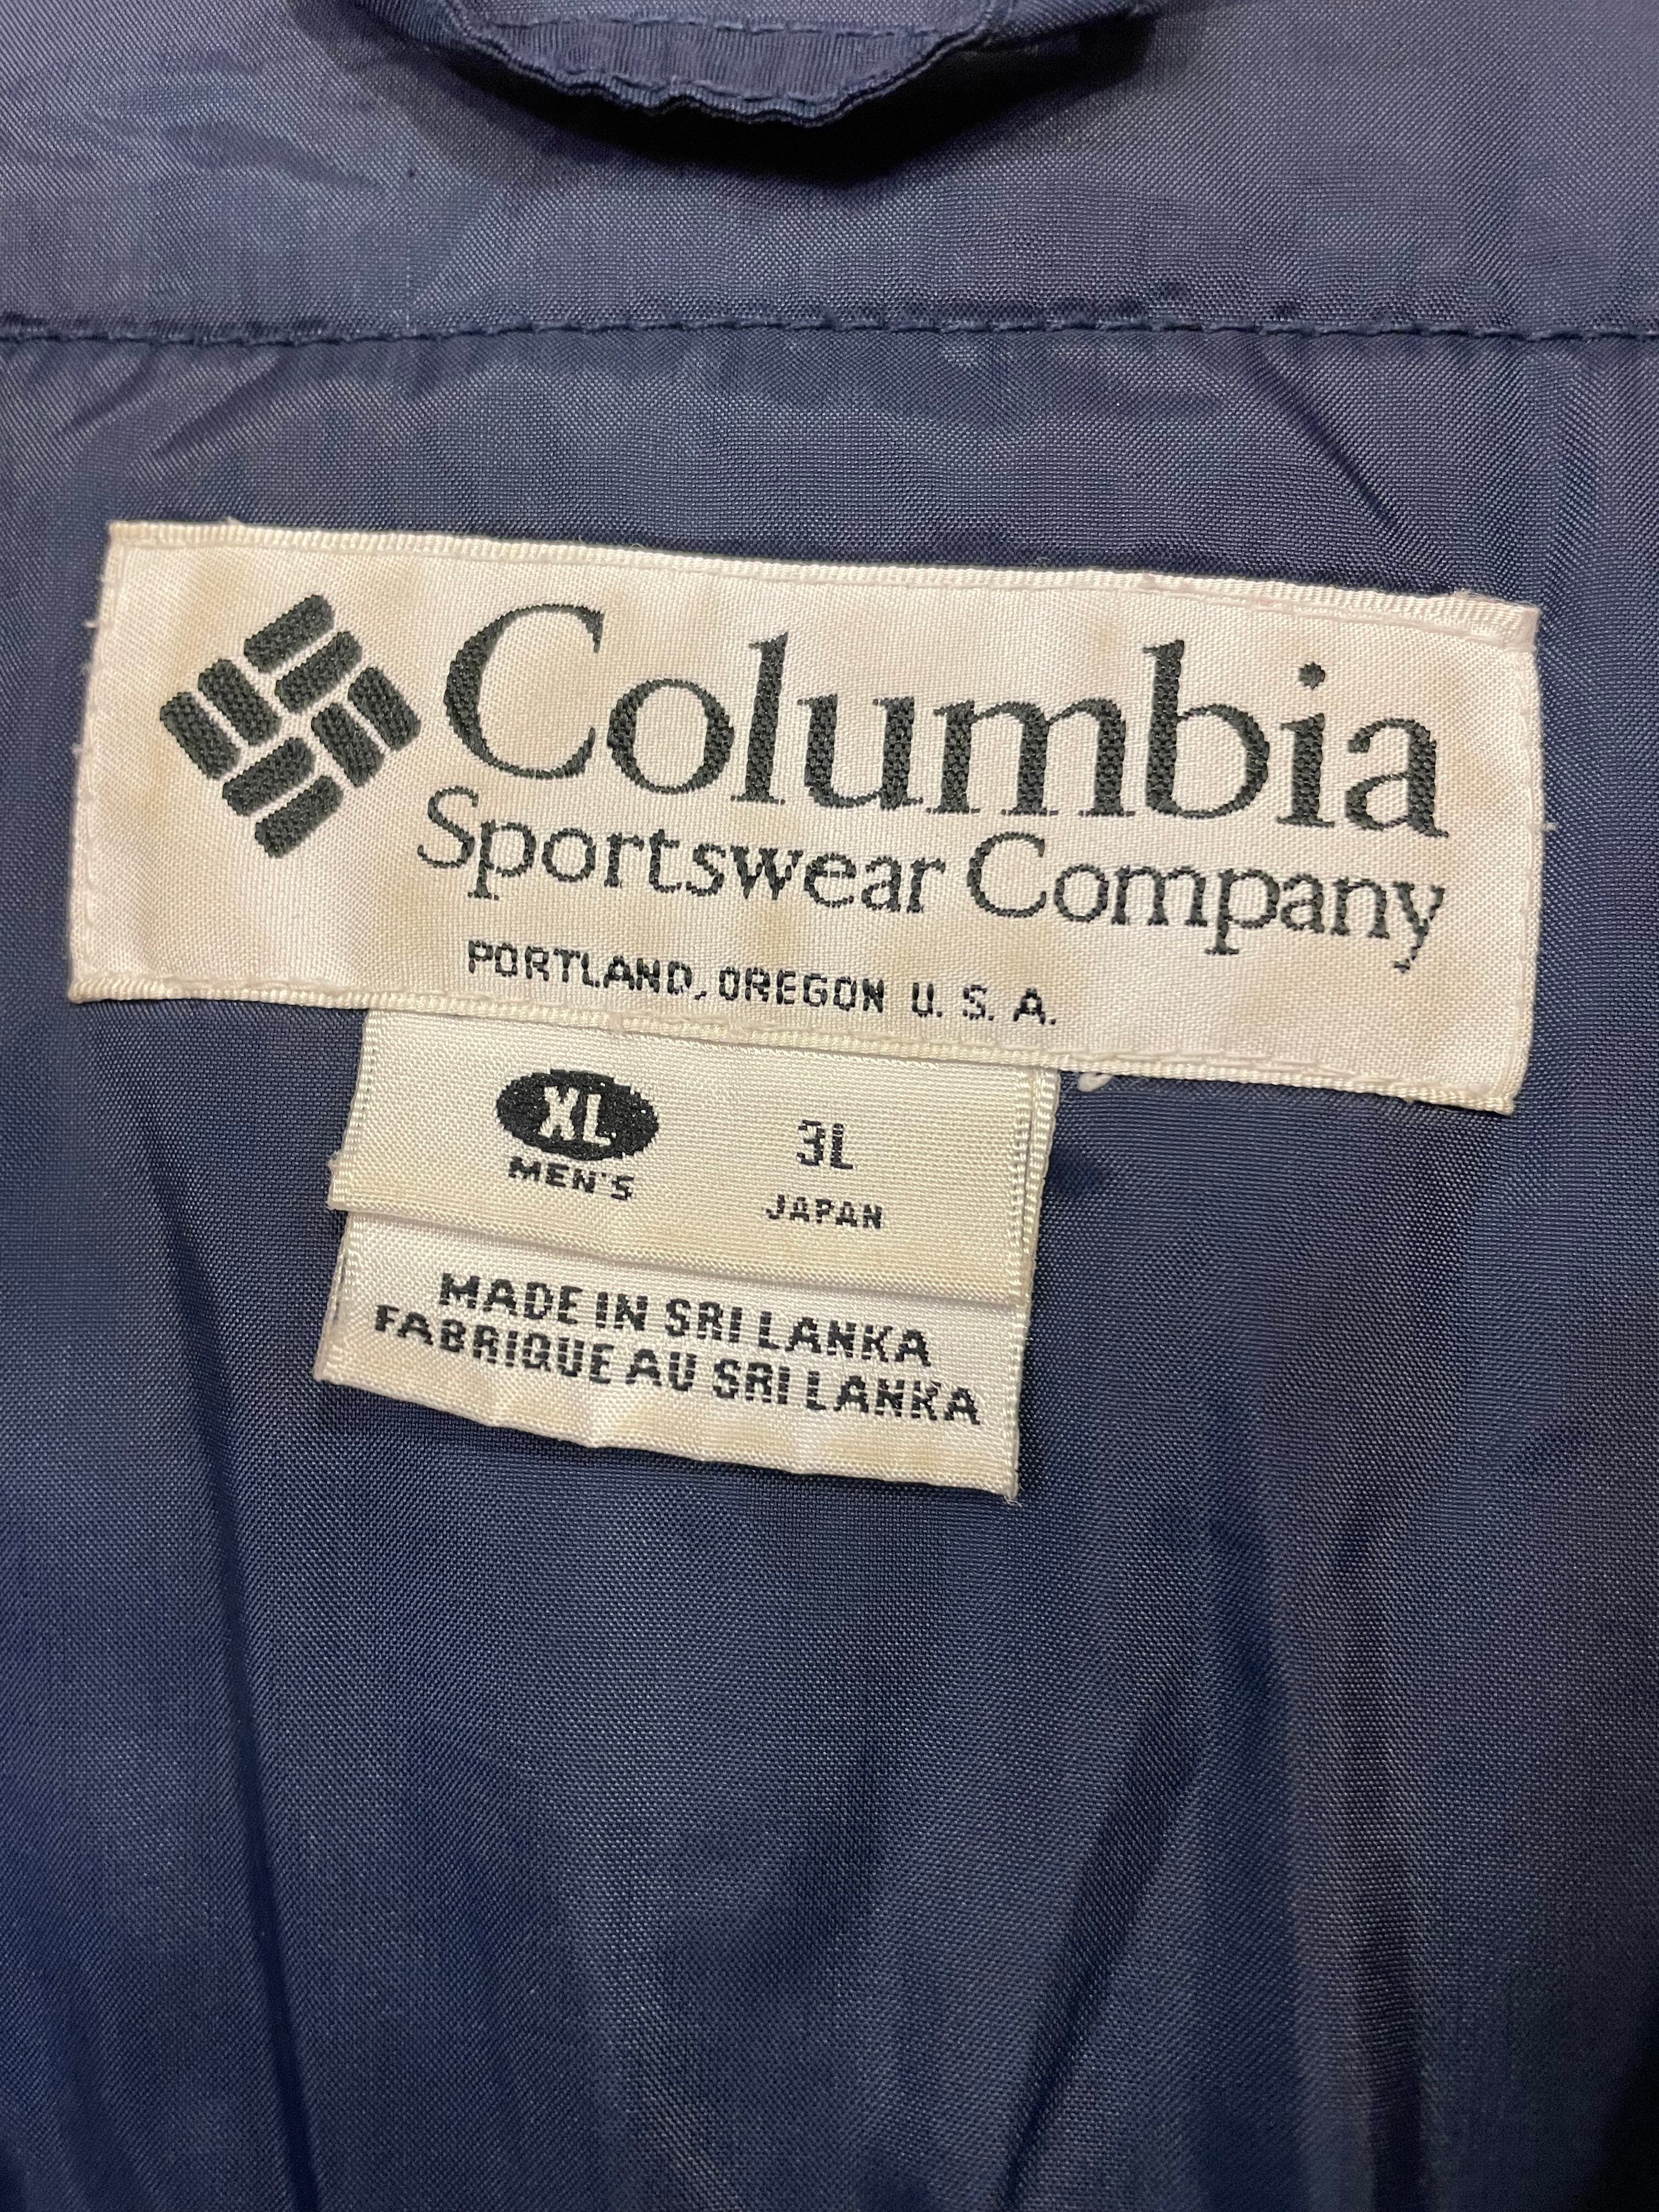 Columbia
Sportswear Company
PORTLAND, OREGON U. S. A.
XL 3L
MEN'S JAPAN
MADE IN SRI LANKA
FABRIQUE AU SRI LANKA